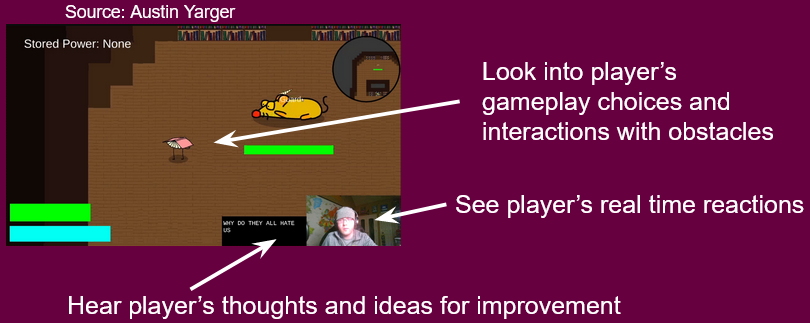 Source: Austin Yarger
Stored Power: None
Look into player's
gameplay choices and
interactions with obstacles
See player's real time reactions
WHY DO THEY ALL HATE
US
Hear player's thoughts and ideas for improvement